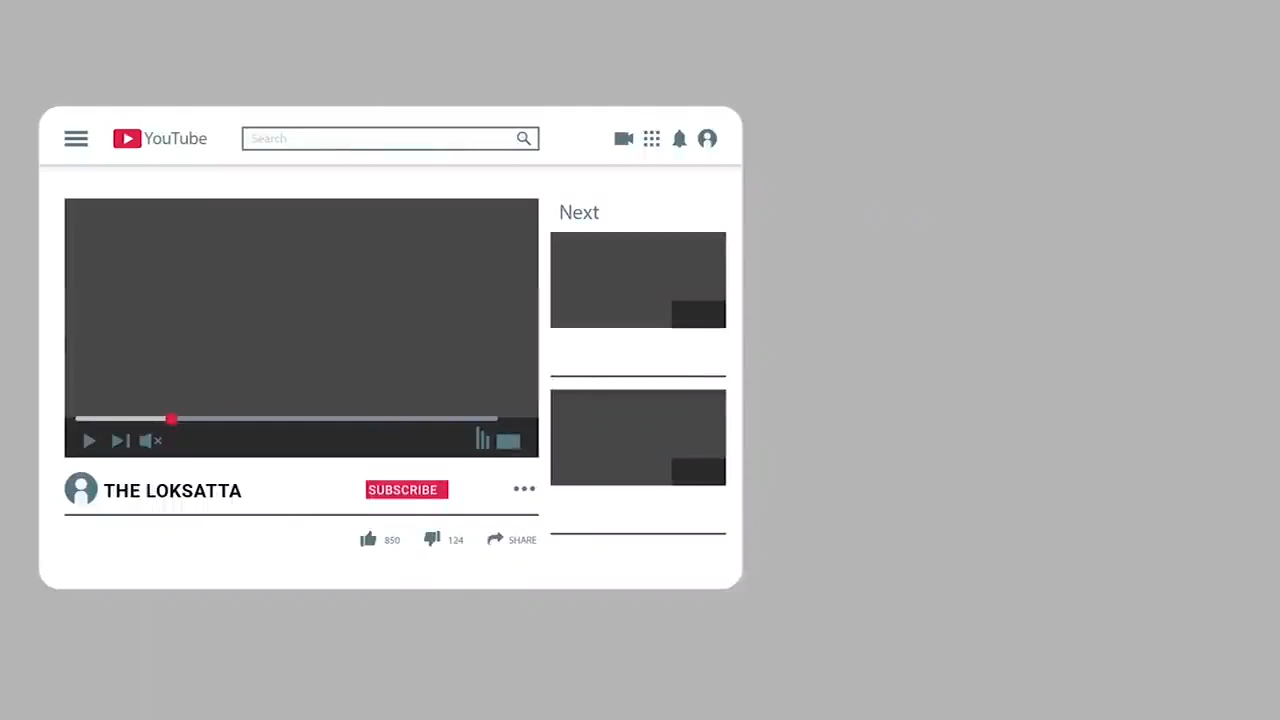 YouTube
Search
Next
THE LOKSATTA
SUBSCRIBE
850
124
SHARE